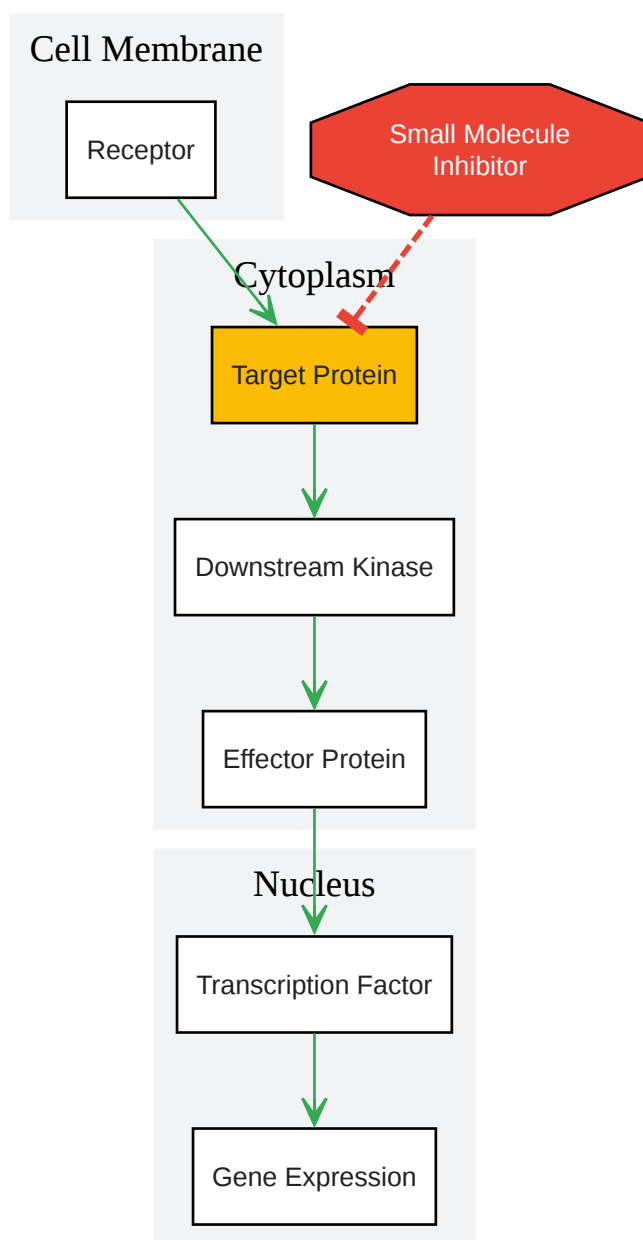 Cell Membrane
Receptor
Small Molecule
Inhibitor
Cytoplasm
Target Protein
Downstream Kinase
Effector Protein
Nucleus
Transcription Factor
Gene Expression